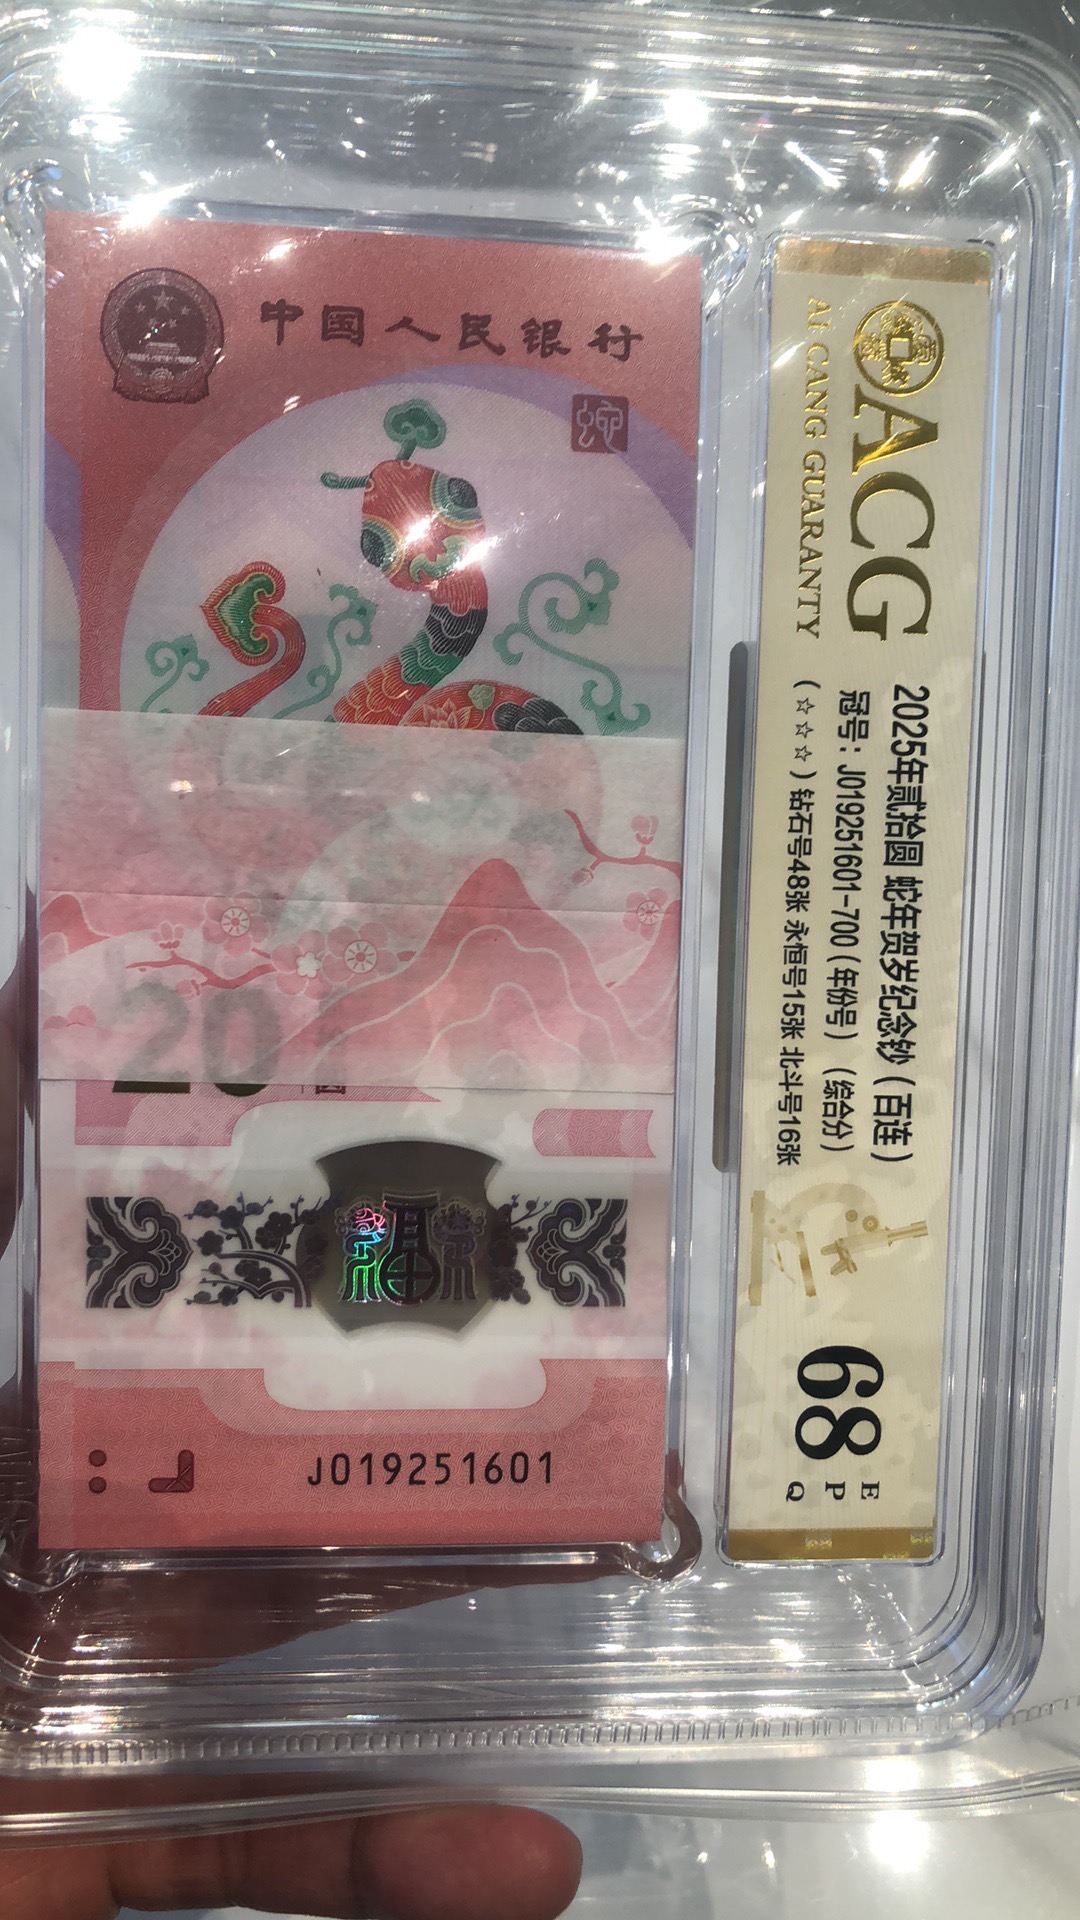 中国人民银行
蛇
20
J019251601
ACG
AI CANG GUARANTY
2025年贰拾圆 蛇年贺岁纪念钞（百连）
冠号：J019251601-700（年份号）（综合分）
（☆☆☆）钻石号48张 永恒号15张 北斗号16张
68
E
P
Q